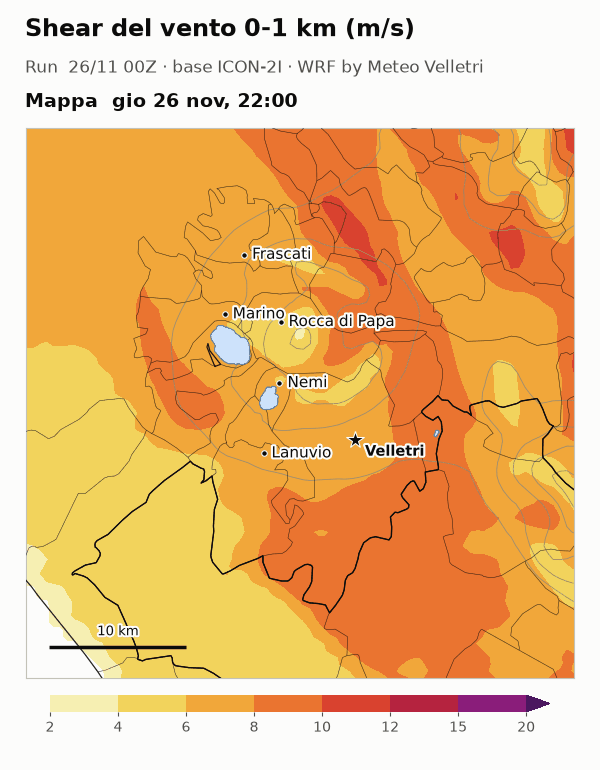 Shear del vento 0-1 km (m/s)
Run 26/11 00Z · base ICON-2I · WRF by Meteo Velletri
Mappa gio 26 nov, 22:00
Frascati
Marino
Rocca di Papa
Nemi
Velletri
Lanuvio
10 km
2 4 6 8 10 12 15 20